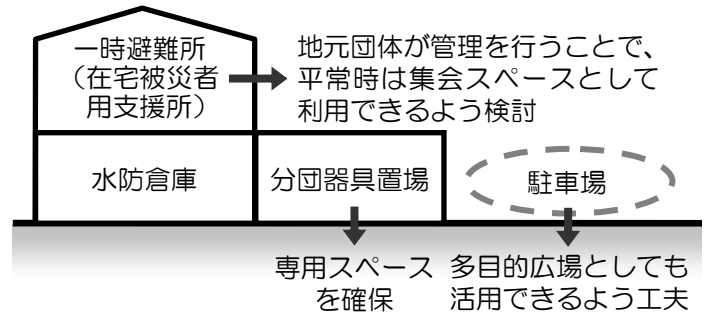 一時避難所
（在宅被災者
用支援所）
地元団体が管理を行うことで、
平常時は集会スペースとして
利用できるよう検討
水防倉庫
分団器具置場
駐車場
専用スペース
を確保
多目的広場としても
活用できるよう工夫